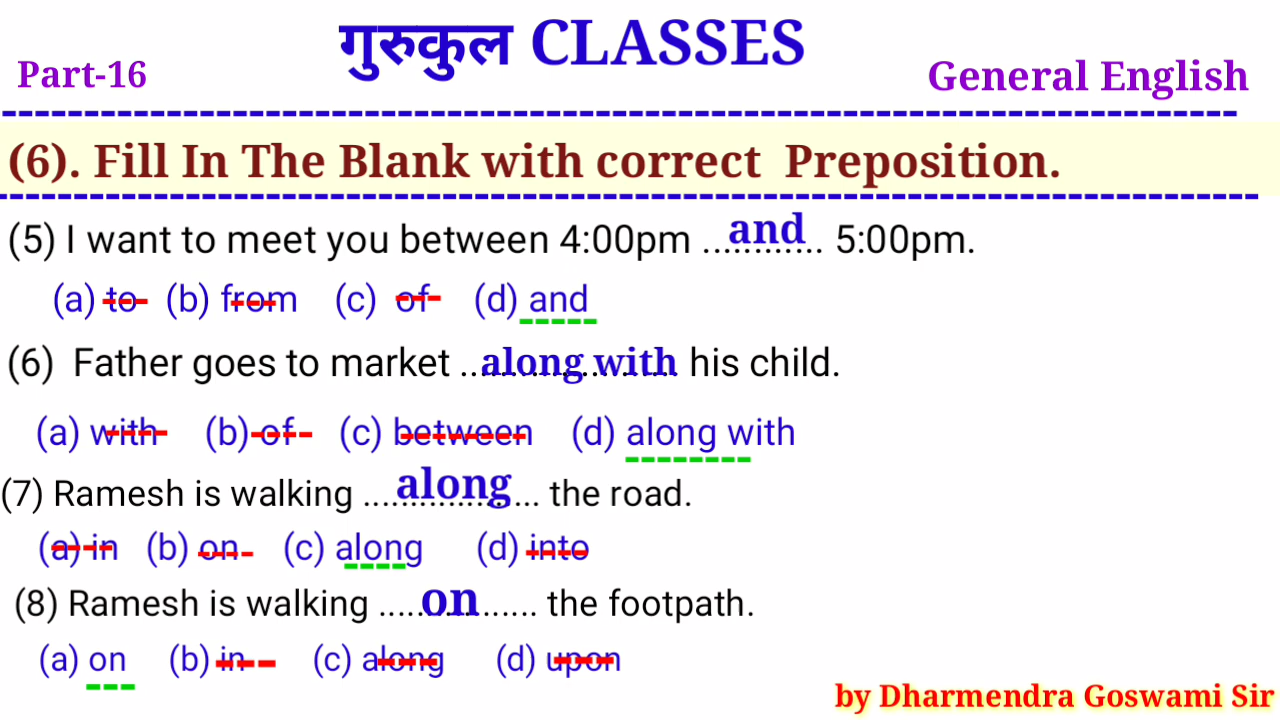 गुरुकुल CLASSES
Part-16
General English
(6). Fill In The Blank with correct Preposition.
(5) I want to meet you between 4:00pm ....and.... 5:00pm.
(a) to (b) from (c) of (d) and
(6) Father goes to market ..along with his child.
(a) with (b) of (c) between (d) along with
(7) Ramesh is walking ...along... the road.
(a) in (b) on (c) along (d) into
(8) Ramesh is walking ....on...... the footpath.
(a) on (b) in (c) along (d) upon
by Dharmendra Goswami Sir